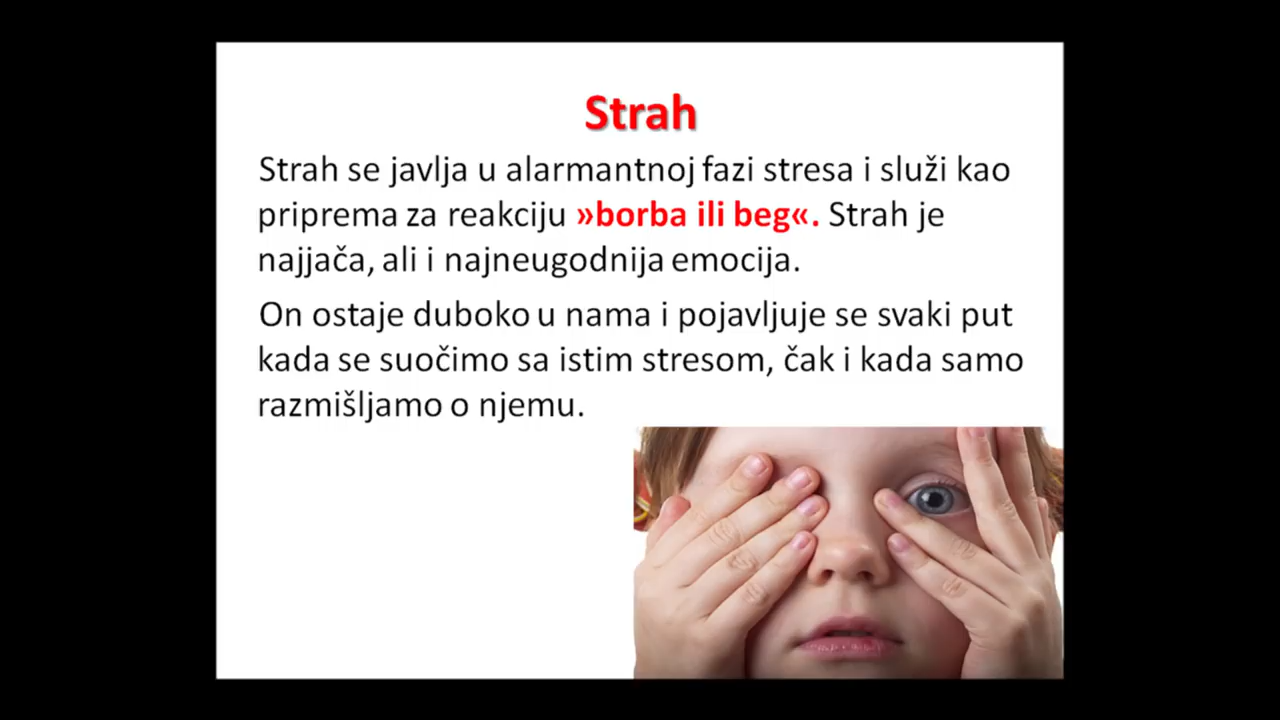 Strah
Strah se javlja u alarmantnoj fazi stresa i služi kao
priprema za reakciju »borba ili beg«. Strah je
najjača, ali i najneugodnija emocija.
On ostaje duboko u nama i pojavljuje se svaki put
kada se suočimo sa istim stresom, čak i kada samo
razmišljamo o njemu.